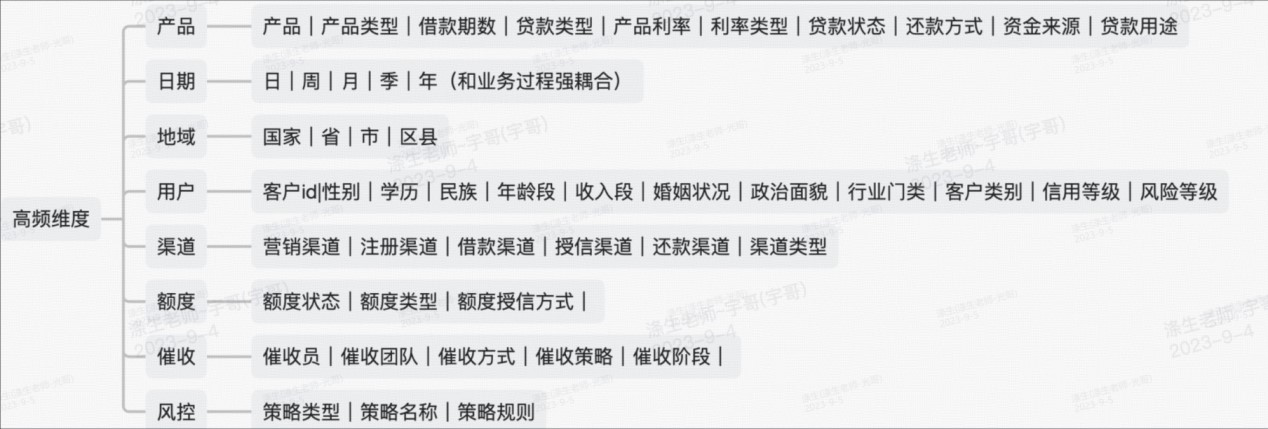 产品
产品｜产品类型｜借款期数｜贷款类型｜产品利率｜利率类型｜贷款状态｜还款方式｜资金来源｜贷款用途
日期
日｜周｜月｜季｜年（和业务过程强耦合）
地域
国家｜省｜市｜区县
用户
客户id|性别｜学历｜民族｜年龄段｜收入段｜婚姻状况｜政治面貌｜行业门类｜客户类别｜信用等级｜风险等级
高频维度
渠道
营销渠道｜注册渠道｜借款渠道｜授信渠道｜还款渠道｜渠道类型
额度
额度状态｜额度类型｜额度授信方式｜
催收
催收员｜催收团队｜催收方式｜催收策略｜催收阶段｜
风控
策略类型｜策略名称｜策略规则
涤生老师-宇哥(宇哥)
2023-9-4